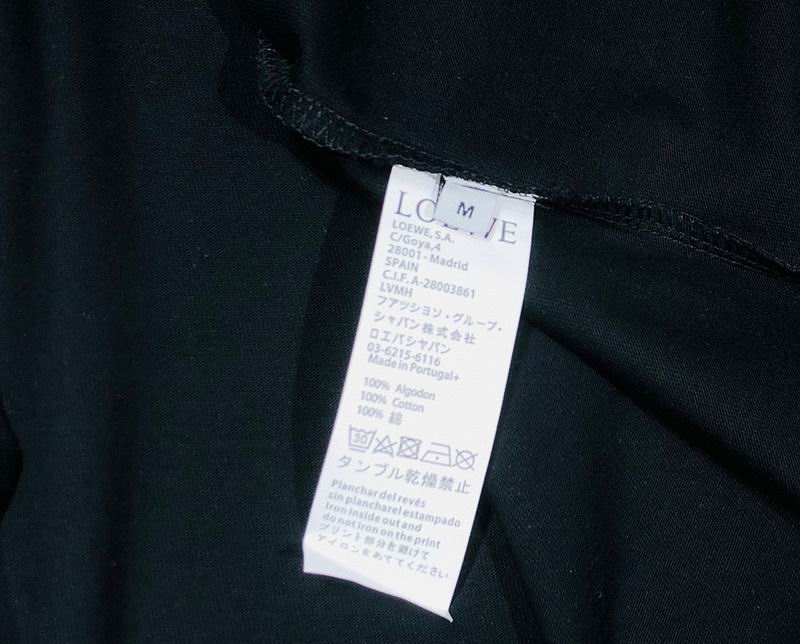 LOEWE
M
LOEWE, S.A.
C/Goya,4
28001 - Madrid
SPAIN
C.I.F. A-28003861
LVMH
フアツシヨン・グループ・
ジャパン株式会社
ロエベジャパン
03-6215-6116
Made in Portugal+
100% Algodon
100% Cotton
100% 綿
30
タンブル乾燥禁止
Planchar del revés
sin planchar el estampado
Iron inside out and
do not iron on the print
プリント部分を避けて
アイロンをあててください